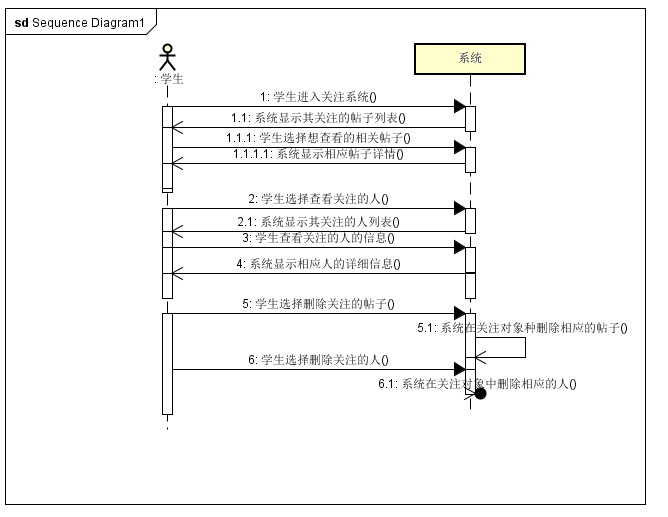 sd Sequence Diagram1
: 学生
系统
1: 学生进入关注系统()
1.1: 系统显示其关注的帖子列表()
1.1.1: 学生选择想查看的相关帖子()
1.1.1.1: 系统显示相应帖子详情()
2: 学生选择查看关注的人()
2.1: 系统显示其关注的人列表()
3: 学生查看关注的人的信息()
4: 系统显示相应人的详细信息()
5: 学生选择删除关注的帖子()
5.1: 系统在关注对象种删除相应的帖子()
6: 学生选择删除关注的人()
6.1: 系统在关注对象中删除相应的人()